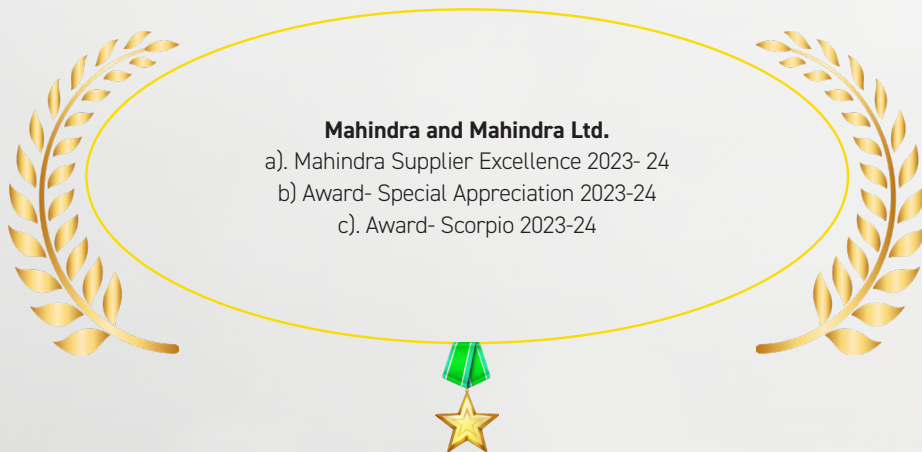 Mahindra and Mahindra Ltd.
a). Mahindra Supplier Excellence 2023- 24
b) Award- Special Appreciation 2023-24
c). Award- Scorpio 2023-24